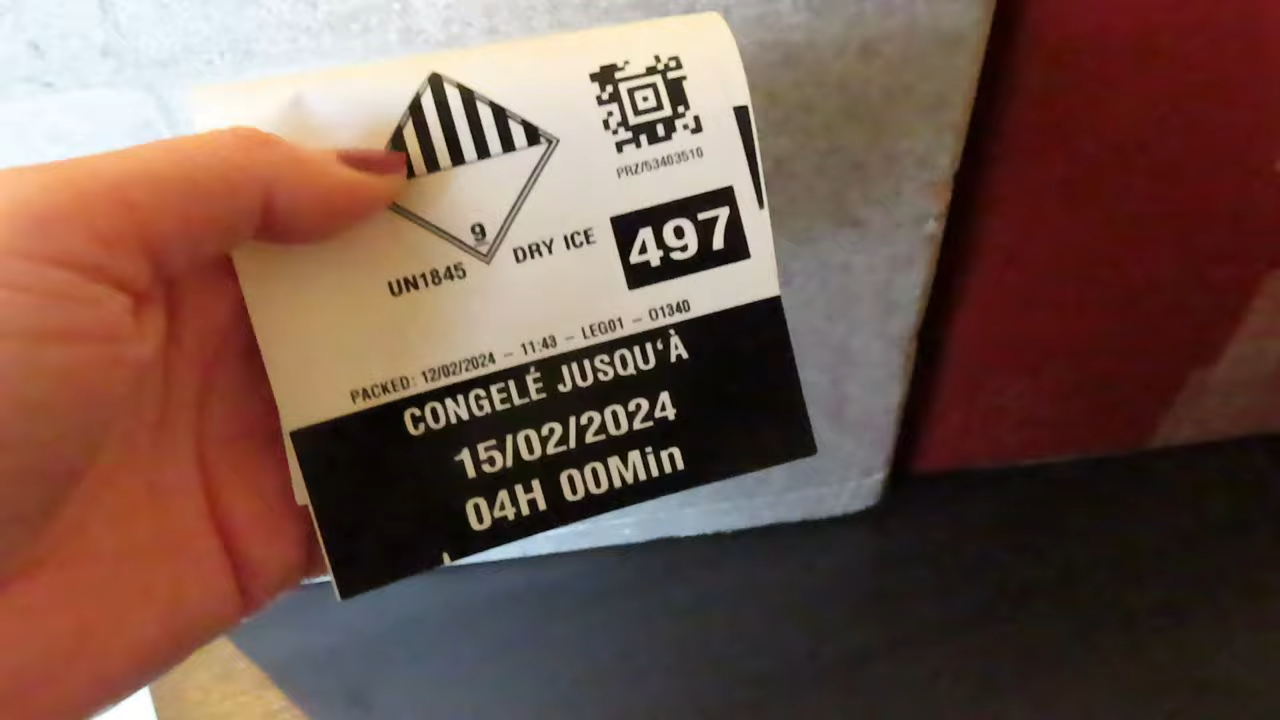 PRZ/53403510
9
UN1845
DRY ICE
497
PACKED: 12/02/2024 – 11:43 – LEG01 – O1340
CONGELÉ JUSQU‘À
15/02/2024
04H 00Min